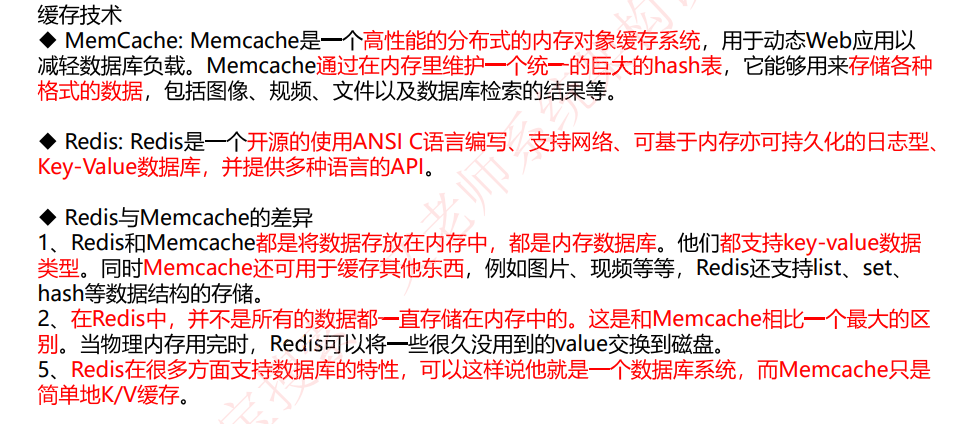 缓存技术
◆ MemCache: Memcache是一个高性能的分布式的内存对象缓存系统，用于动态Web应用以
减轻数据库负载。Memcache通过在内存里维护一个统一的巨大的hash表，它能够用来存储各种
格式的数据，包括图像、视频、文件以及数据库检索的结果等。
◆ Redis: Redis是一个开源的使用ANSI C语言编写、支持网络、可基于内存亦可持久化的日志型、
Key-Value数据库，并提供多种语言的API。
◆ Redis与Memcache的差异
1、Redis和Memcache都是将数据存放在内存中，都是内存数据库。他们都支持key-value数据
类型。同时Memcache还可用于缓存其他东西，例如图片、视频等等，Redis还支持list、set、
hash等数据结构的存储。
2、在Redis中，并不是所有的数据都一直存储在内存中的。这是和Memcache相比一个最大的区
别。当物理内存用完时，Redis可以将一些很久没用到的value交换到磁盘。
5、Redis在很多方面支持数据库的特性，可以这样说他就是一个数据库系统，而Memcache只是
简单地K/V缓存。